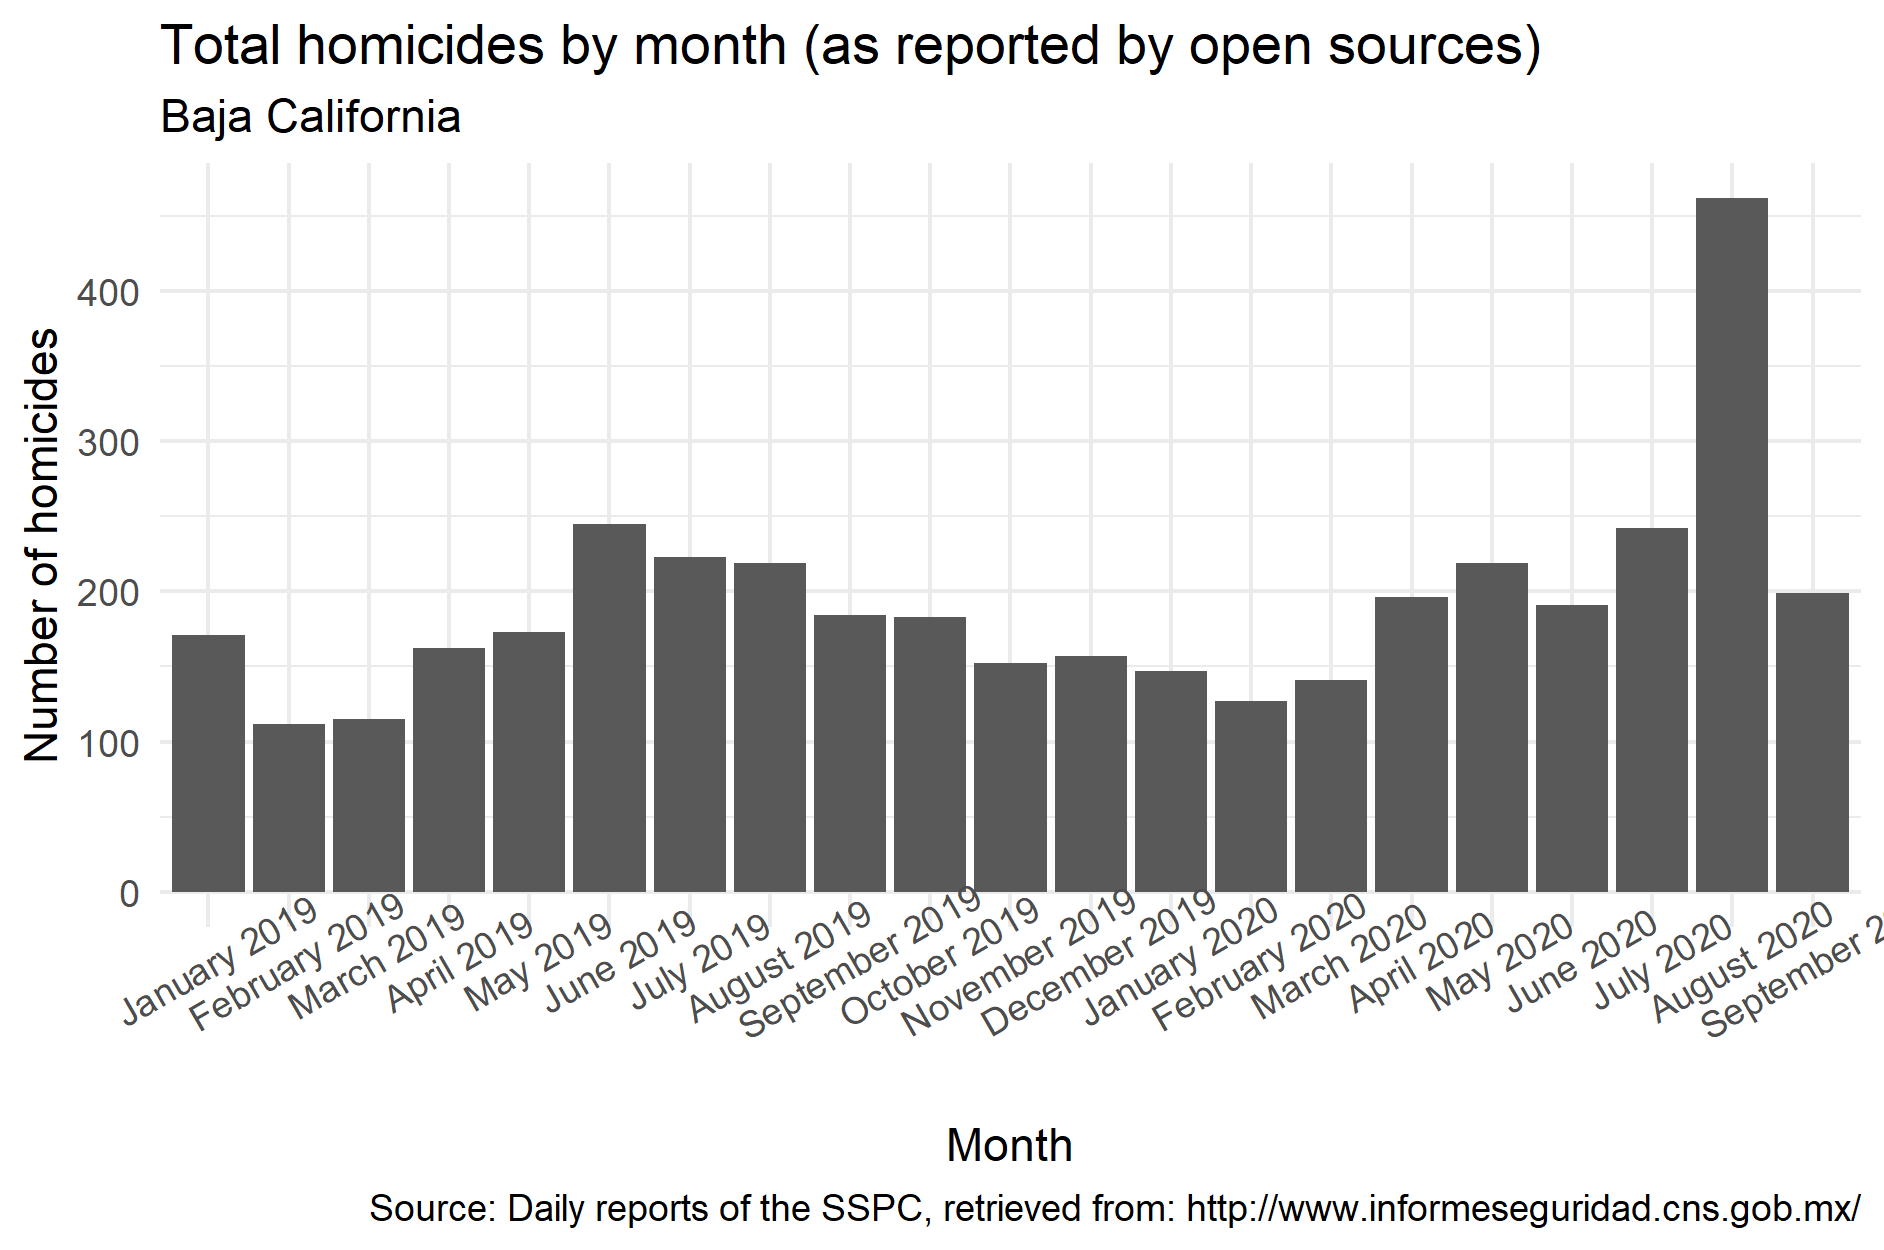 Total homicides by month (as reported by open sources)
Baja California
Number of homicides
400
300
200
100
0
January 2019
February 2019
March 2019
April 2019
May 2019
June 2019
July 2019
August 2019
September 2019
October 2019
November 2019
December 2019
January 2020
February 2020
March 2020
April 2020
May 2020
June 2020
July 2020
August 2020
September 2
Month
Source: Daily reports of the SSPC, retrieved from: http://www.informeseguridad.cns.gob.mx/